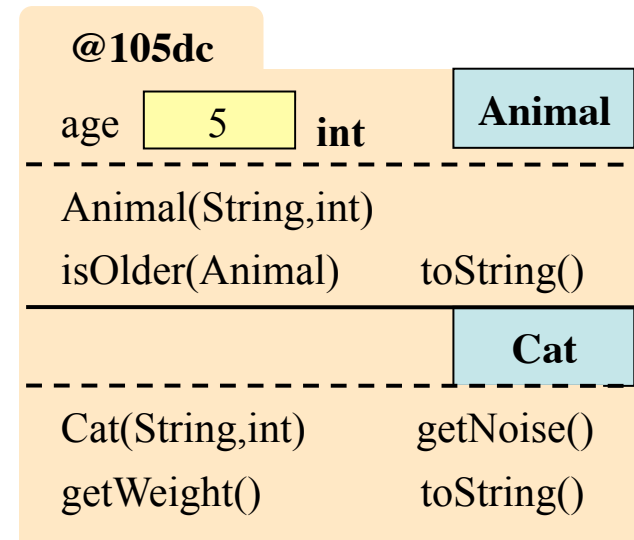 @105dc
age 5 int Animal
Animal(String,int)
isOlder(Animal) toString()
Cat
Cat(String,int) getNoise()
getWeight() toString()